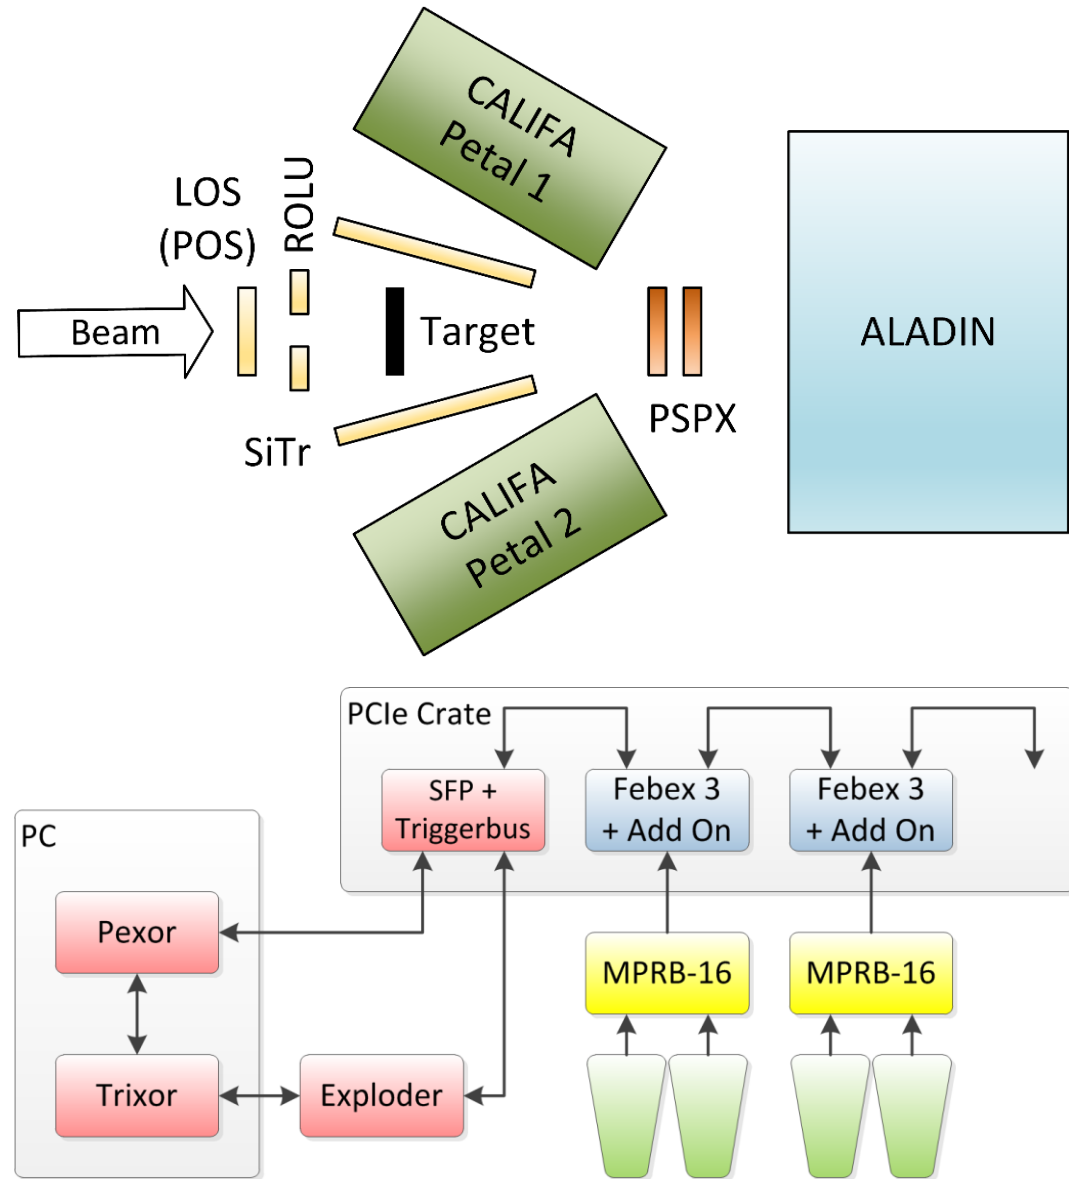 CALIFA
Petal 1
LOS
(POS)
ROLU
Beam
Target
ALADIN
PSPX
SiTr
CALIFA
Petal 2
PCIe Crate
SFP +
Triggerbus
Febex 3
+ Add On
Febex 3
+ Add On
PC
Pexor
MPRB-16
MPRB-16
Trixor
Exploder